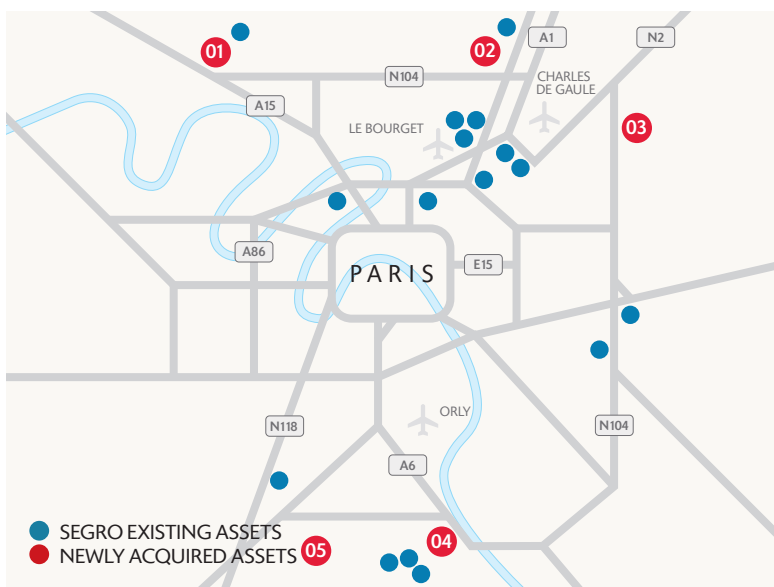 01
02
A1
N2
N104
CHARLES
DE GAULE
A15
LE BOURGET
03
A86
PARIS
E15
ORLY
N118
N104
A6
SEGRO EXISTING ASSETS
NEWLY ACQUIRED ASSETS
05
04